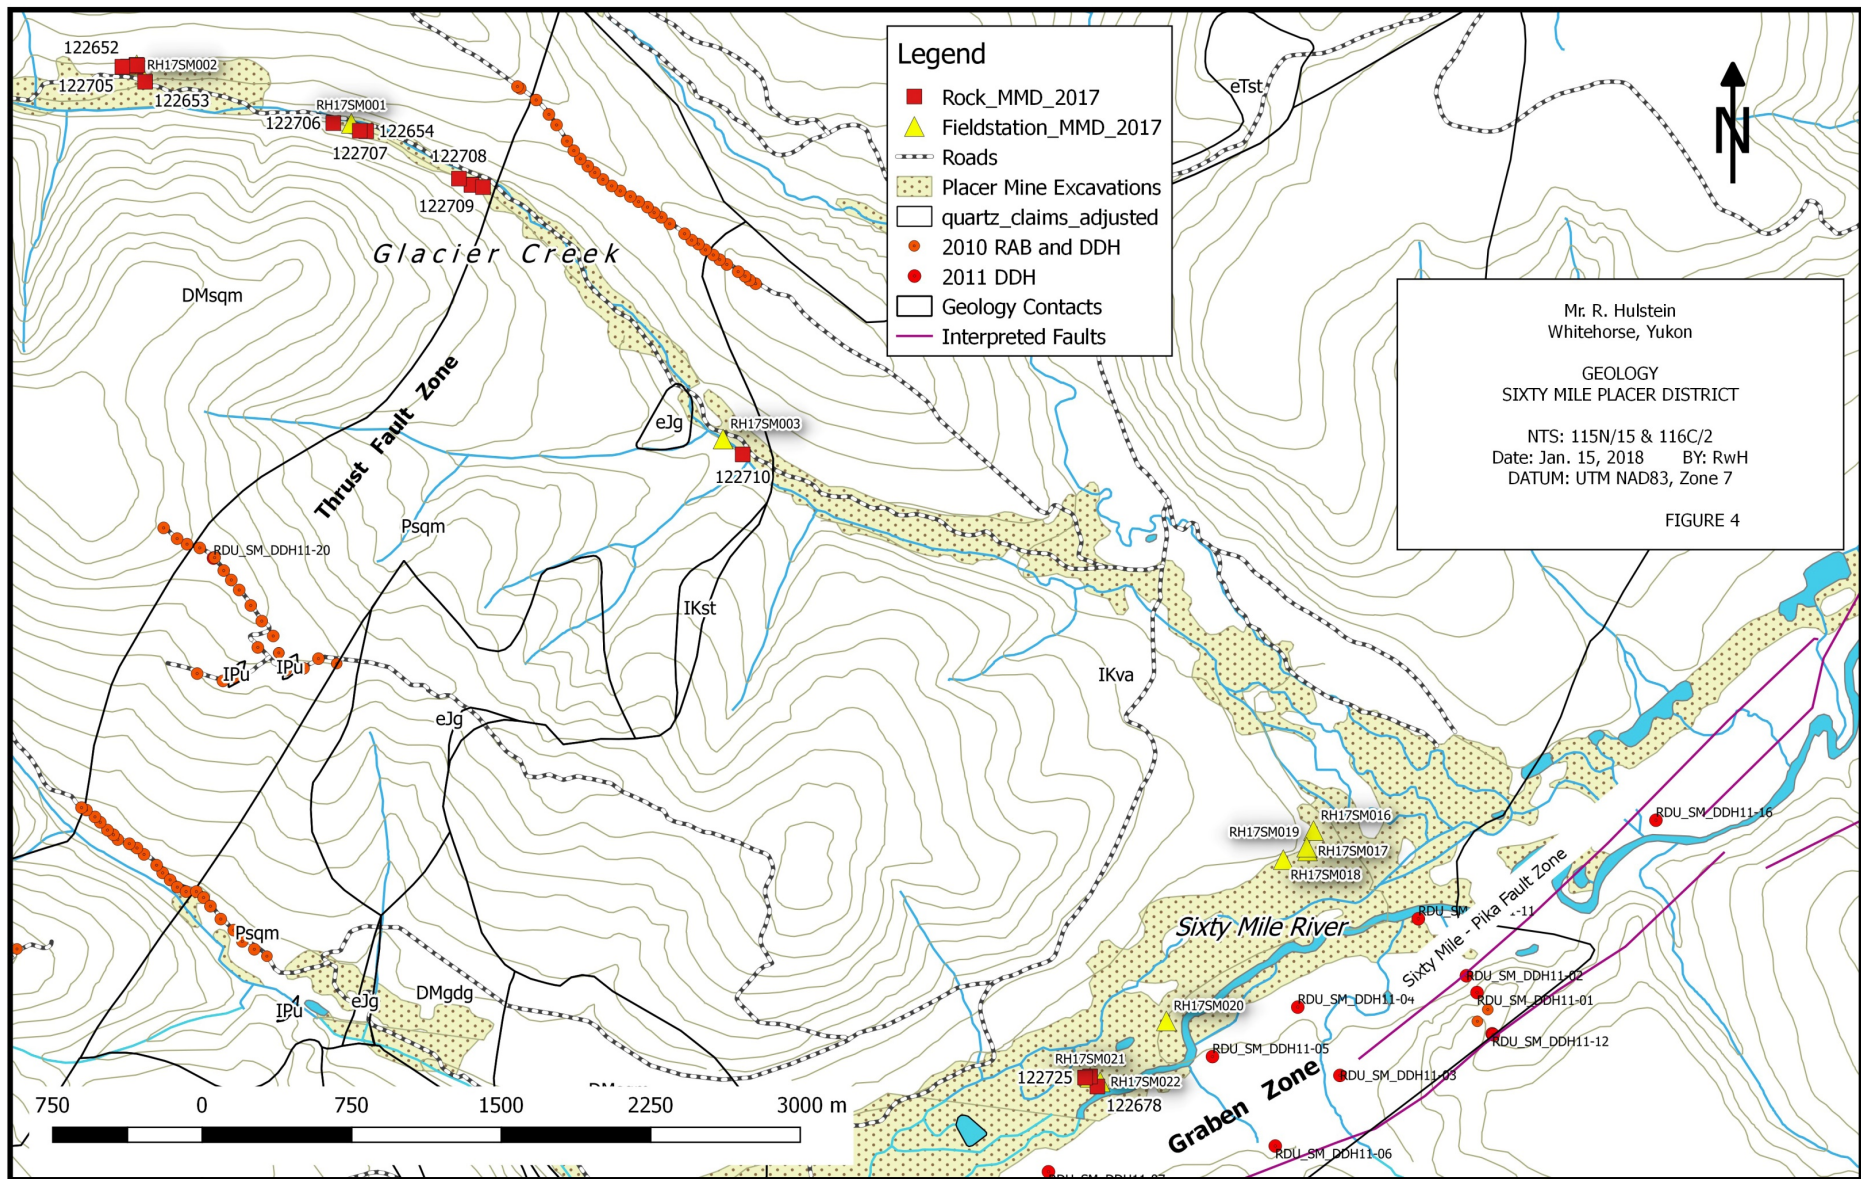 122652
RH17SM002
122705
122653
RH17SM001
122706
122654
122707
122708
122709
Glacier Creek
DMsqm
Thrust Fault Zone
eJg
RH17SM003
122710
Psqm
RDU_SM_DDH11-20
IKst
IPu
IPu
eJg
IKva
eTst
Legend
Rock_MMD_2017
Fieldstation_MMD_2017
Roads
Placer Mine Excavations
quartz_claims_adjusted
2010 RAB and DDH
2011 DDH
Geology Contacts
Interpreted Faults
N
Mr. R. Hulstein
Whitehorse, Yukon
GEOLOGY
SIXTY MILE PLACER DISTRICT
NTS: 115N/15 & 116C/2
Date: Jan. 15, 2018 BY: RwH
DATUM: UTM NAD83, Zone 7
FIGURE 4
RH17SM016
RH17SM019
RH17SM017
RH17SM018
RDU_SM_DDH11-16
Sixty Mile - Pika Fault Zone
Sixty Mile River
RDU_SM
-11
RDU_SM_DDH11-02
RDU_SM_DDH11-01
RDU_SM_DDH11-04
RDU_SM_DDH11-12
RH17SM020
RDU_SM_DDH11-05
RDU_SM_DDH11-03
RH17SM021
122725
RH17SM022
122678
Graben Zone
RDU_SM_DDH11-06
Psqm
DMgdg
IPu
eJg
750 0 750 1500 2250 3000 m